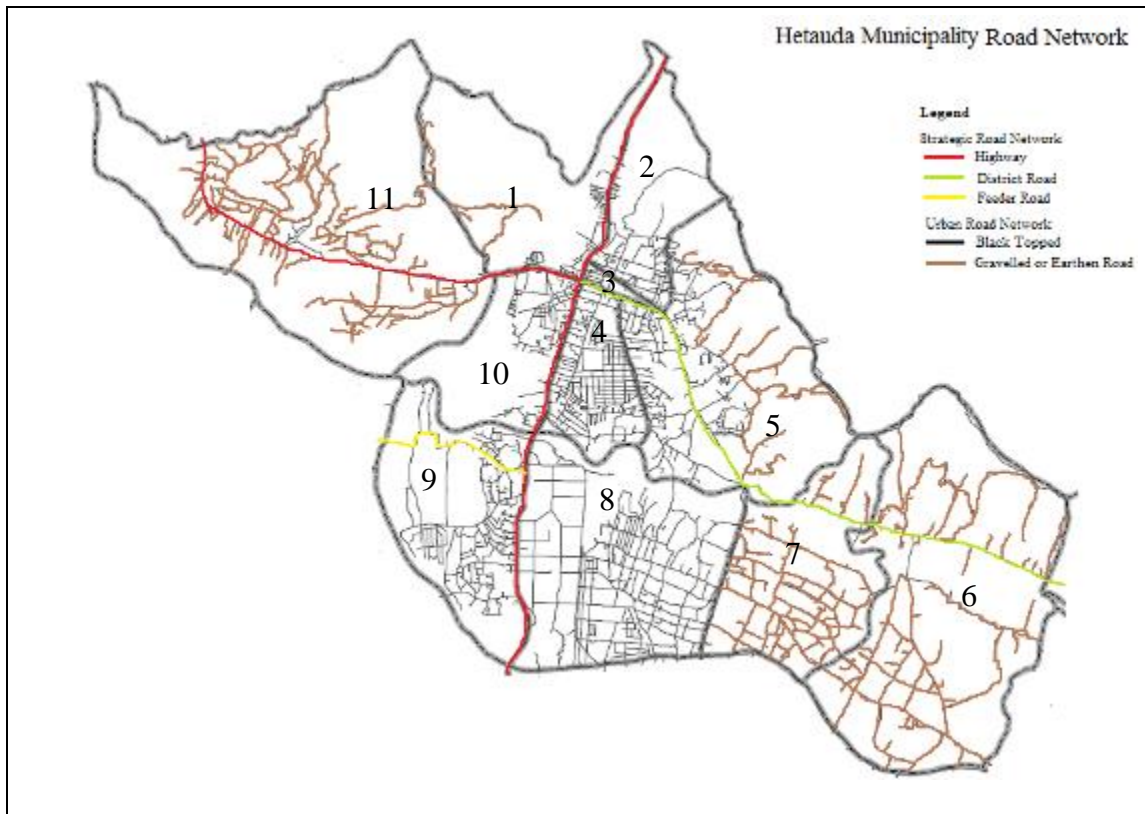 Hetauda Municipality Road Network
Legend
Strategic Road Network
Highway
District Road
Feeder Road
Urban Road Network
Black Topped
Gravelled or Earthen Road
2
11
1
3
4
10
5
9
8
7
6